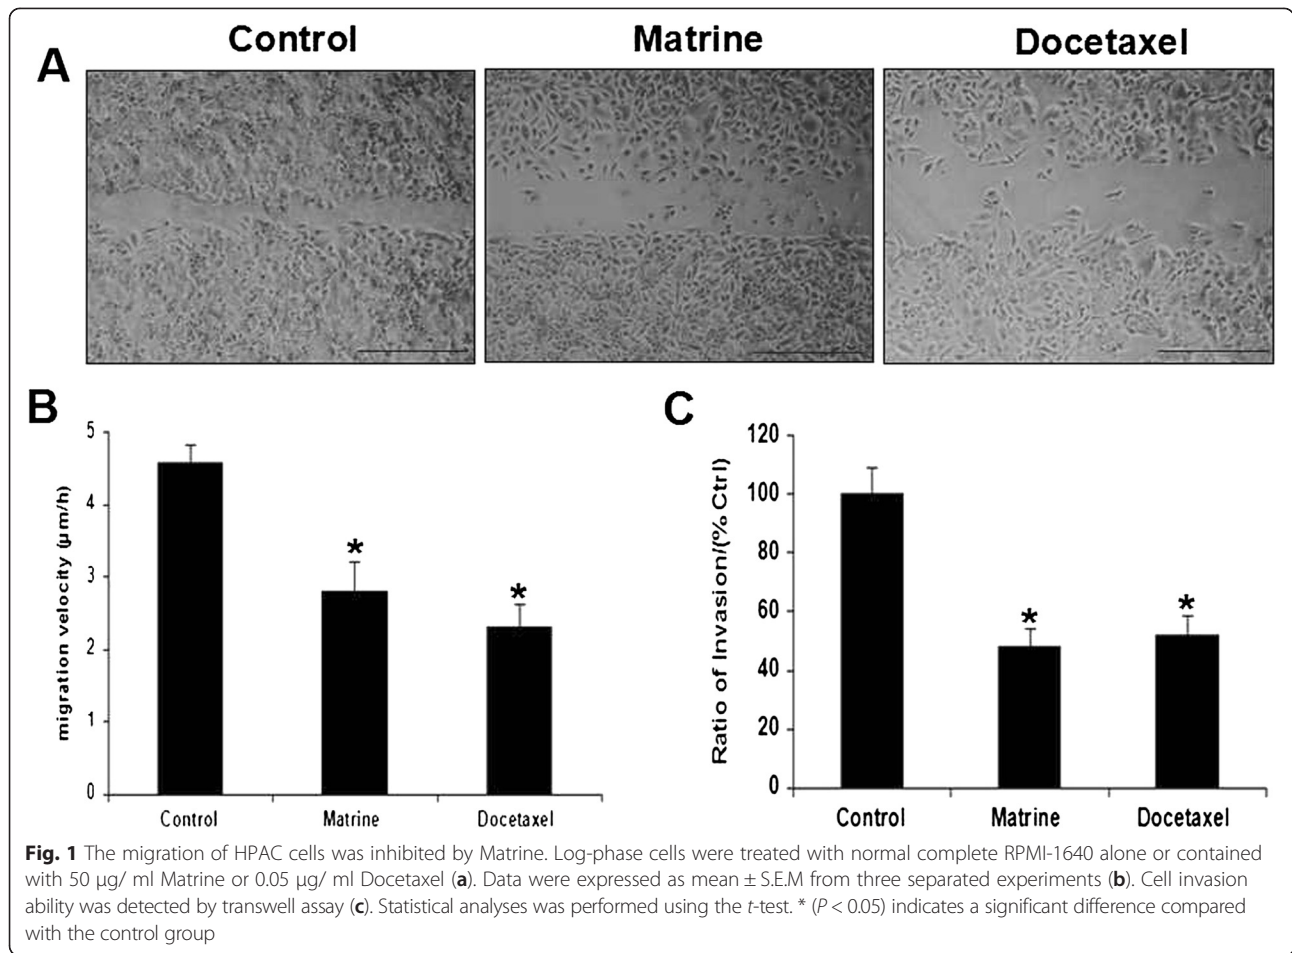 Control
Matrine
Docetaxel
A
B
migration velocity (μm/h)
5
4
3
2
1
0
*
*
Control
Matrine
Docetaxel
C
Ratio of Invasion/(% Ctrl)
120
100
80
60
40
20
0
*
*
Control
Matrine
Docetaxel
Fig. 1 The migration of HPAC cells was inhibited by Matrine. Log-phase cells were treated with normal complete RPMI-1640 alone or contained
with 50 μg/ ml Matrine or 0.05 μg/ ml Docetaxel (a). Data were expressed as mean ± S.E.M from three separated experiments (b). Cell invasion
ability was detected by transwell assay (c). Statistical analyses was performed using the t-test. * (P < 0.05) indicates a significant difference compared
with the control group